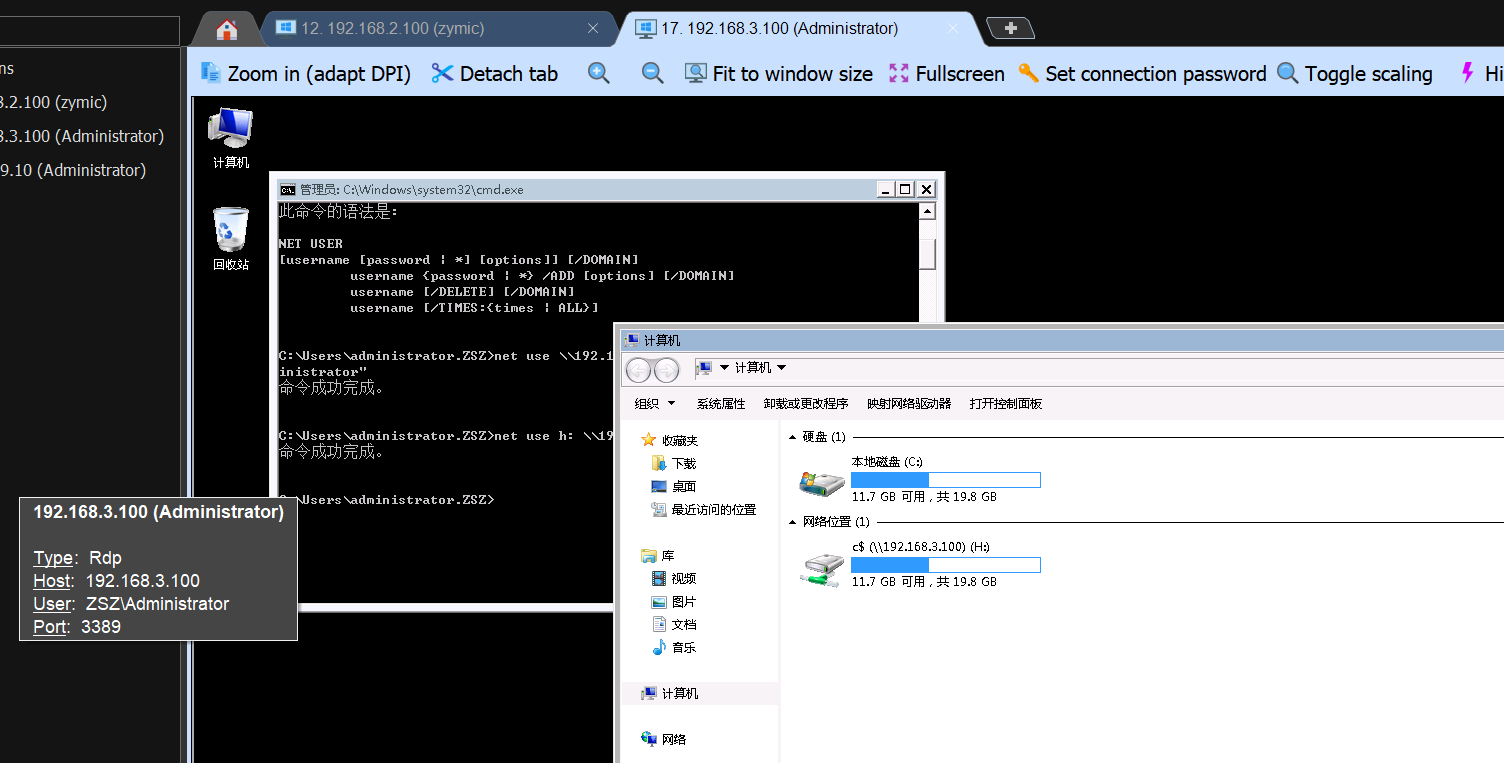 ns
3.2.100 (zymic)
3.3.100 (Administrator)
9.10 (Administrator)
12. 192.168.2.100 (zymic)
17. 192.168.3.100 (Administrator)
Zoom in (adapt DPI)
Detach tab
Fit to window size
Fullscreen
Set connection password
Toggle scaling
Hi
计算机
回收站
管理员: C:\Windows\system32\cmd.exe
此命令的语法是:
NET USER
[username [password | *] [options]] [/DOMAIN]
username {password | *} /ADD [options] [/DOMAIN]
username [/DELETE] [/DOMAIN]
username [/TIMES:{times | ALL}]
C:\Users\administrator.ZSZ>net use \\192.1
inistrator"
命令成功完成。
C:\Users\administrator.ZSZ>net use h: \\19
命令成功完成。
\Users\administrator.ZSZ>
192.168.3.100 (Administrator)
Type: Rdp
Host: 192.168.3.100
User: ZSZ\Administrator
Port: 3389
计算机
计算机
组织
系统属性
卸载或更改程序
映射网络驱动器
打开控制面板
收藏夹
下载
桌面
最近访问的位置
库
视频
图片
文档
音乐
计算机
网络
硬盘 (1)
本地磁盘 (C:)
11.7 GB 可用 , 共 19.8 GB
网络位置 (1)
c$ (\\192.168.3.100) (H:)
11.7 GB 可用 , 共 19.8 GB